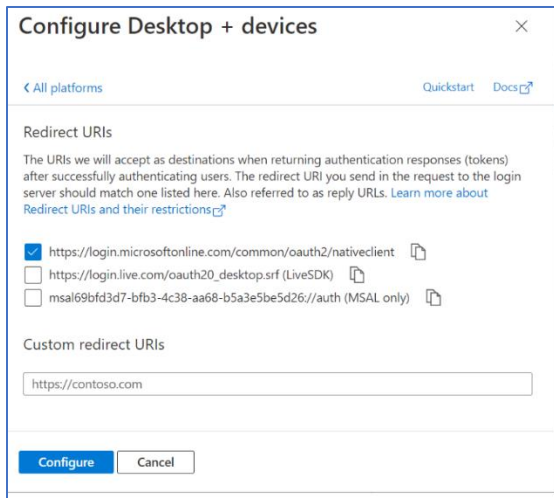 Configure Desktop + devices
All platforms
Quickstart Docs
Redirect URIs
The URIs we will accept as destinations when returning authentication responses (tokens)
after successfully authenticating users. The redirect URI you send in the request to the login
server should match one listed here. Also referred to as reply URLs. Learn more about
Redirect URIs and their restrictions
https://login.microsoftonline.com/common/oauth2/nativeclient
https://login.live.com/oauth20_desktop.srf (LiveSDK)
msal69bfd3d7-bfb3-4c38-aa68-b5a3e5be5d26://auth (MSAL only)
Custom redirect URIs
https://contoso.com
Configure Cancel